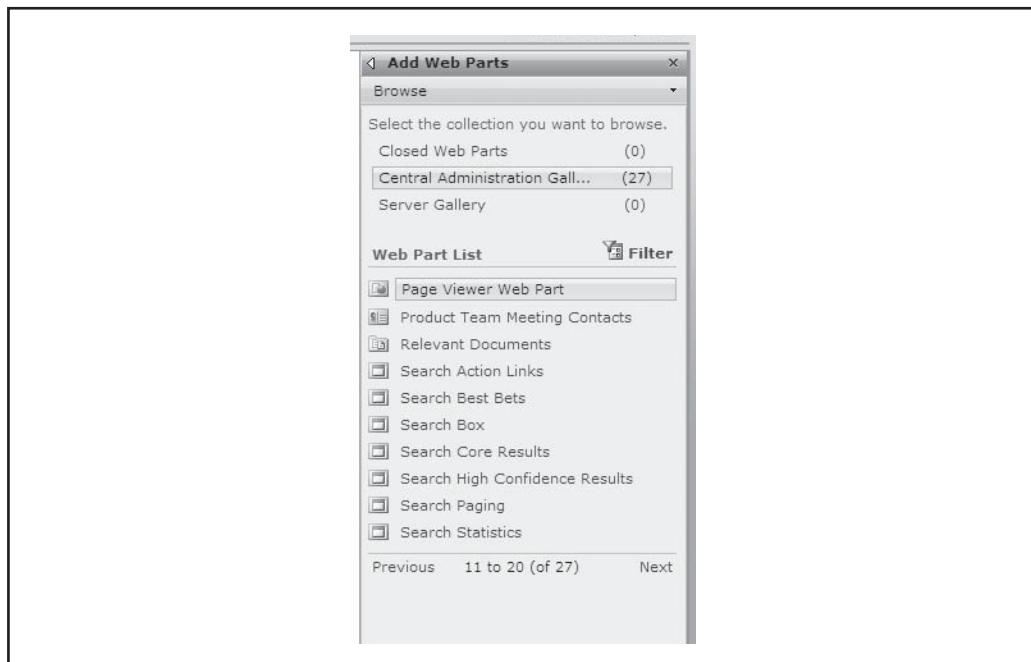 Add Web Parts
Browse
Select the collection you want to browse.
Closed Web Parts (0)
Central Administration Gall... (27)
Server Gallery (0)
Web Part List Filter
Page Viewer Web Part
Product Team Meeting Contacts
Relevant Documents
Search Action Links
Search Best Bets
Search Box
Search Core Results
Search High Confidence Results
Search Paging
Search Statistics
Previous 11 to 20 (of 27) Next